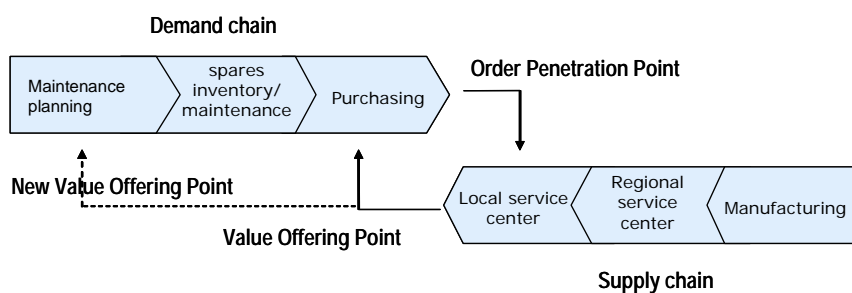 Demand chain
Maintenance
planning
spares
inventory/
maintenance
Purchasing
Order Penetration Point
New Value Offering Point
Value Offering Point
Local service
center
Regional
service
center
Manufacturing
Supply chain